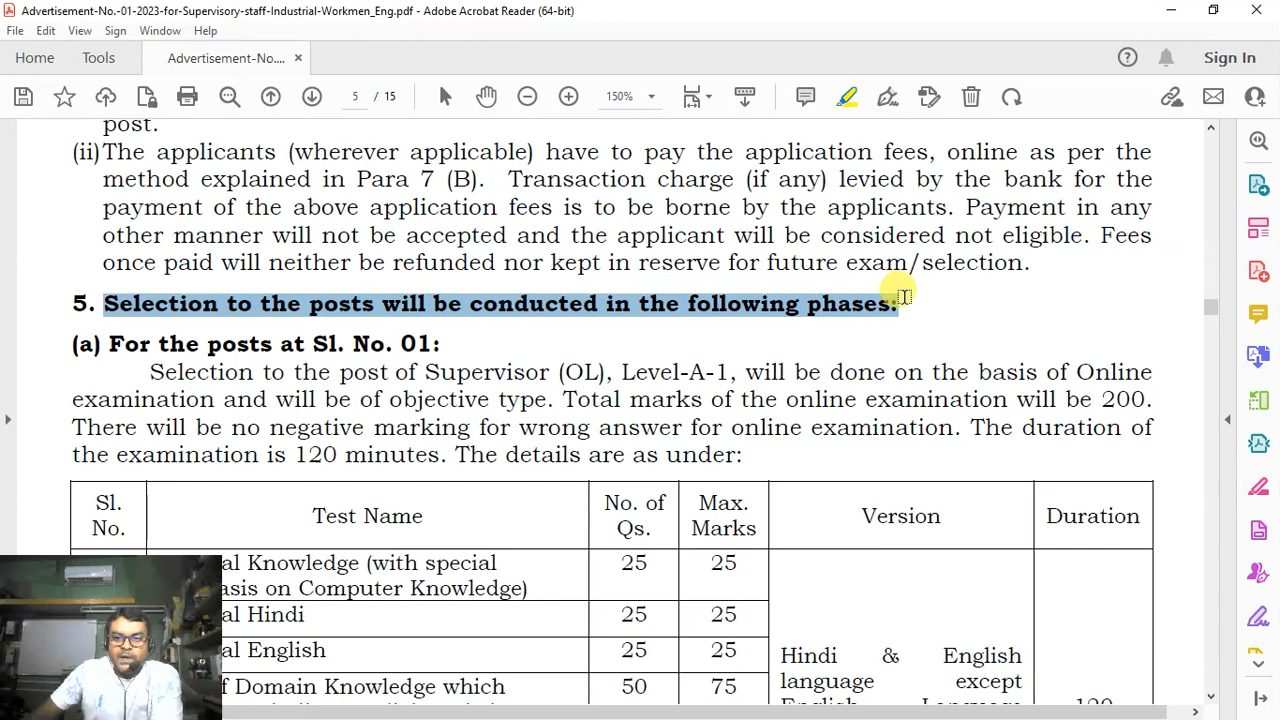 Advertisement-No.-01-2023-for-Supervisory-staff-Industrial-Workmen_Eng.pdf - Adobe Acrobat Reader (64-bit)
File Edit View Sign Window Help
Home Tools Advertisement-No.... × Sign In
5 / 15 150%
post.
(ii) The applicants (wherever applicable) have to pay the application fees, online as per the
method explained in Para 7 (B). Transaction charge (if any) levied by the bank for the
payment of the above application fees is to be borne by the applicants. Payment in any
other manner will not be accepted and the applicant will be considered not eligible. Fees
once paid will neither be refunded nor kept in reserve for future exam/selection.
5. Selection to the posts will be conducted in the following phases:
(a) For the posts at Sl. No. 01:
Selection to the post of Supervisor (OL), Level-A-1, will be done on the basis of Online
examination and will be of objective type. Total marks of the online examination will be 200.
There will be no negative marking for wrong answer for online examination. The duration of
the examination is 120 minutes. The details are as under:
Sl. No. Test Name No. of Qs. Max. Marks Version Duration
al Knowledge (with special 25 25
asis on Computer Knowledge)
al Hindi 25 25
al English 25 25
Hindi & English
language except
f Domain Knowledge which 50 75
English Language
120